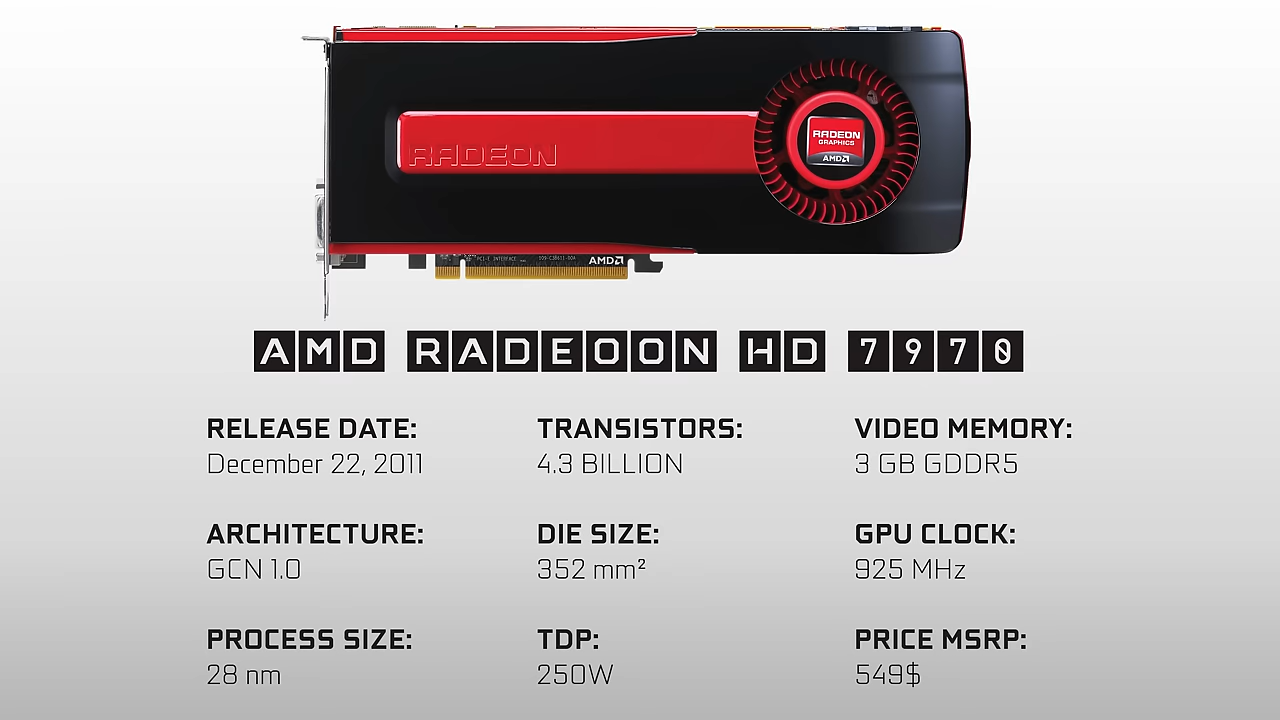 RADEON
RADEON
GRAPHICS
AMD
PCI-E INTERFACE
AMD
AMD RADEOON HD 7970
RELEASE DATE:
December 22, 2011
TRANSISTORS:
4.3 BILLION
VIDEO MEMORY:
3 GB GDDR5
ARCHITECTURE:
GCN 1.0
DIE SIZE:
352 mm²
GPU CLOCK:
925 MHz
PROCESS SIZE:
28 nm
TDP:
250W
PRICE MSRP:
549$